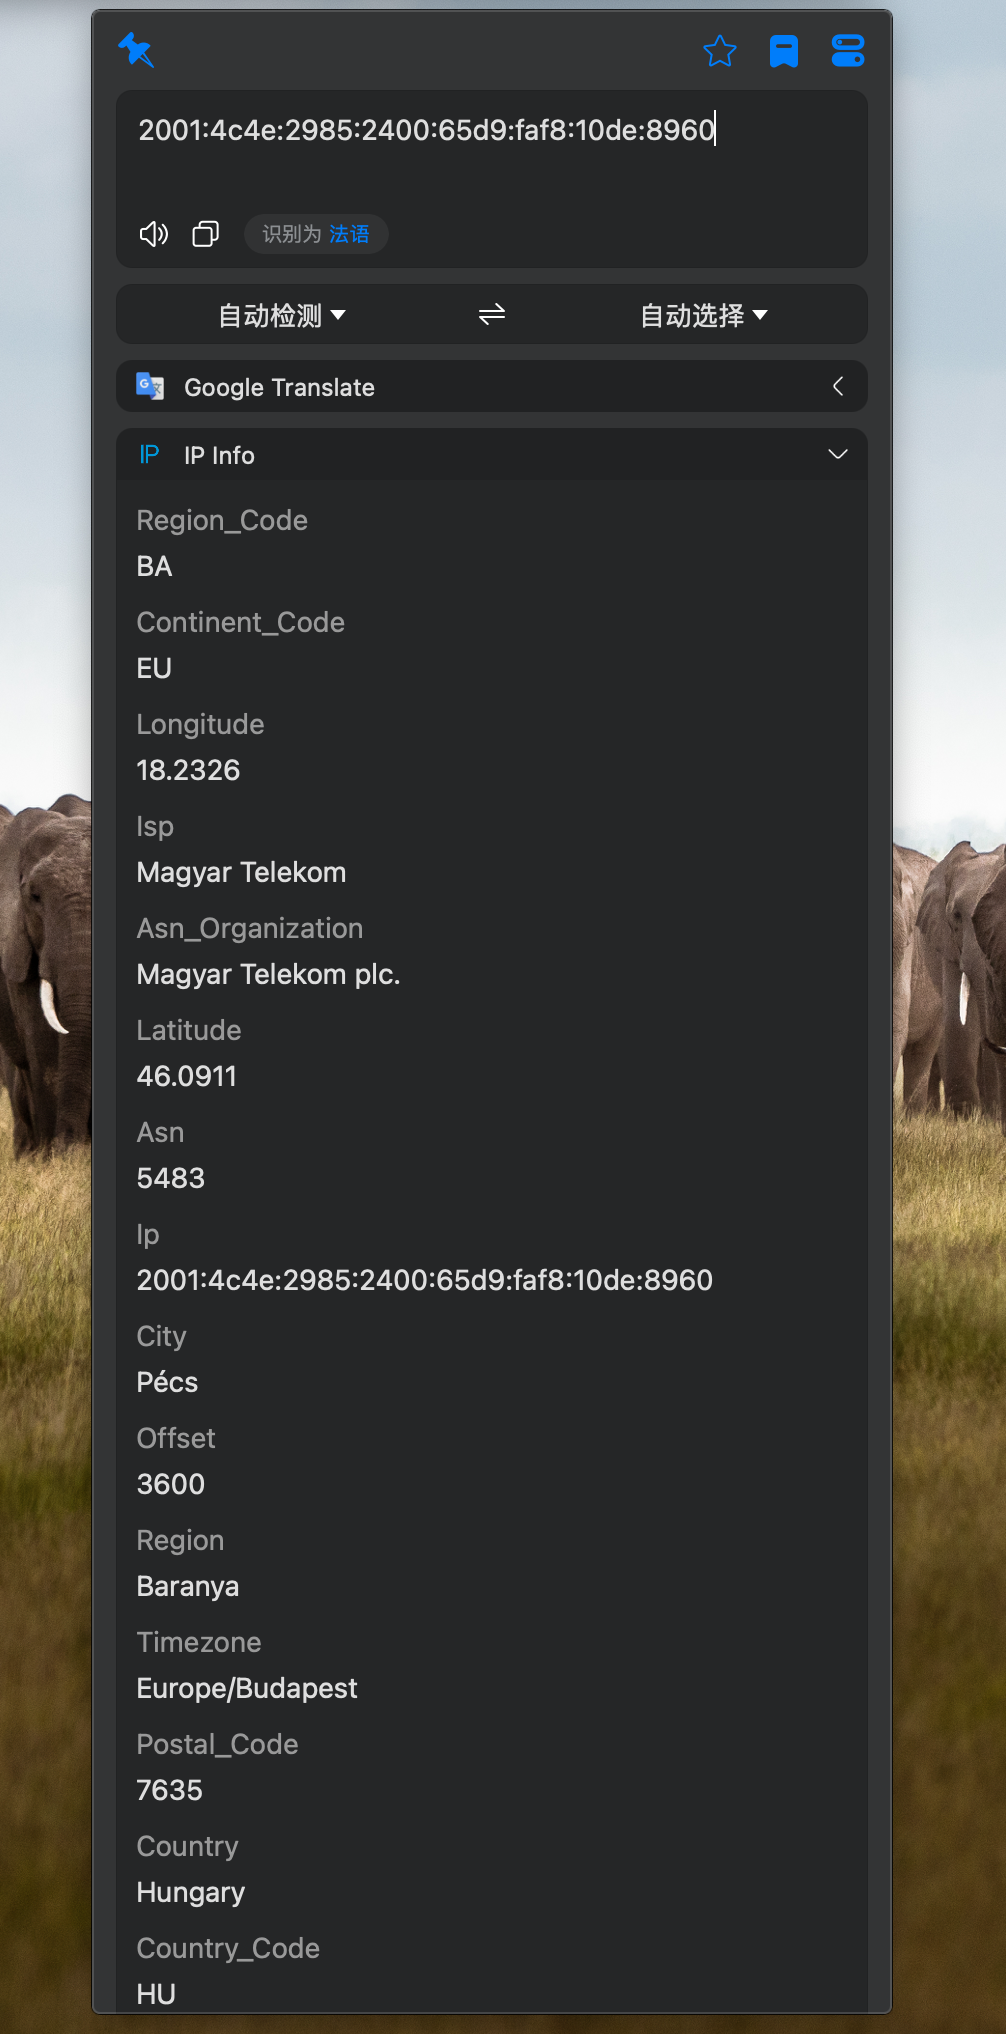 2001:4c4e:2985:2400:65d9:faf8:10de:8960
识别为 法语
自动检测 自动选择
Google Translate
IP IP Info
Region_Code
BA
Continent_Code
EU
Longitude
18.2326
Isp
Magyar Telekom
Asn_Organization
Magyar Telekom plc.
Latitude
46.0911
Asn
5483
Ip
2001:4c4e:2985:2400:65d9:faf8:10de:8960
City
Pécs
Offset
3600
Region
Baranya
Timezone
Europe/Budapest
Postal_Code
7635
Country
Hungary
Country_Code
HU